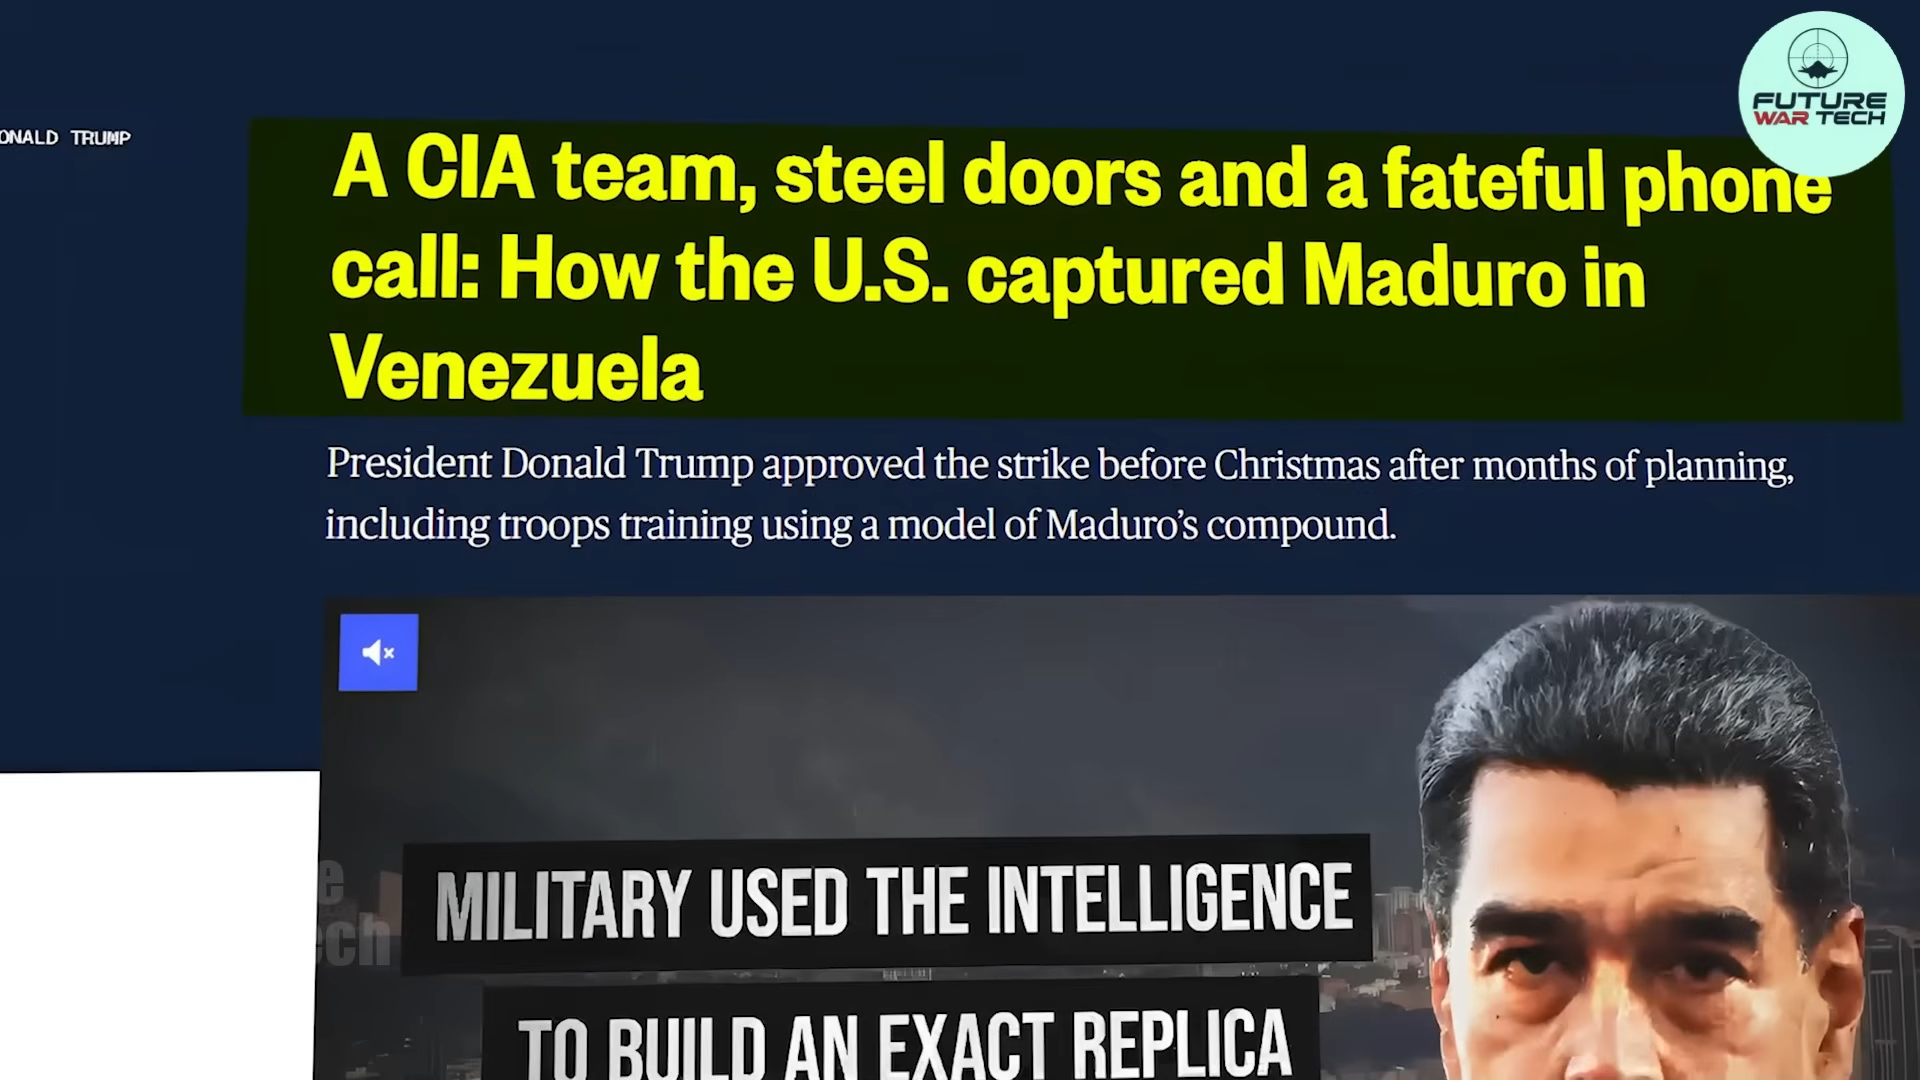 FUTURE
WAR TECH
ONALD TRUMP
A CIA team, steel doors and a fateful phone
call: How the U.S. captured Maduro in
Venezuela
President Donald Trump approved the strike before Christmas after months of planning,
including troops training using a model of Maduro's compound.
e
ech
MILITARY USED THE INTELLIGENCE
TO BUILD AN EXACT REPLICA